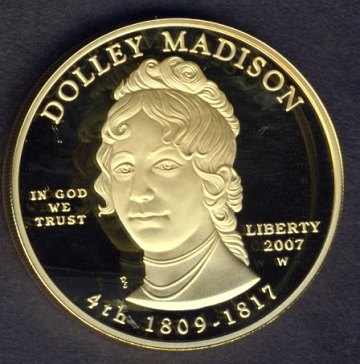 DOLLEY MADISON
IN GOD
WE
TRUST
LIBERTY
2007
W
4th 1809-1817